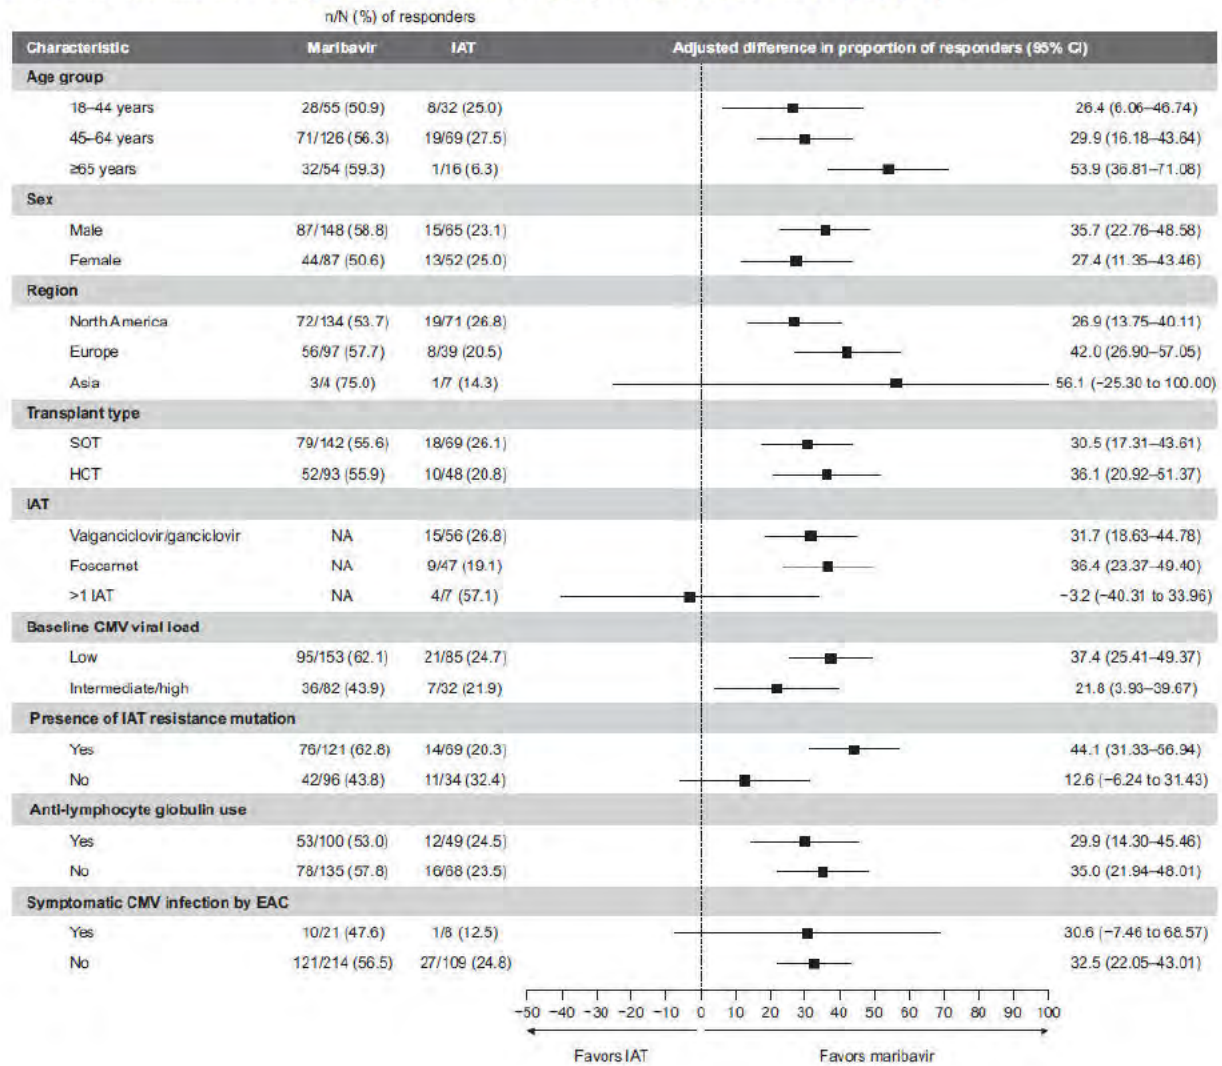 n/N (%) of responders
Characteristic Maribavir IAT Adjusted difference in proportion of responders (95% CI)
Age group
18–44 years 28/55 (50.9) 8/32 (25.0) 26.4 (6.06–46.74)
45–64 years 71/126 (56.3) 19/69 (27.5) 29.9 (16.18–43.64)
≥65 years 32/54 (59.3) 1/16 (6.3) 53.9 (36.81–71.08)
Sex
Male 87/148 (58.8) 15/65 (23.1) 35.7 (22.76–48.58)
Female 44/87 (50.6) 13/52 (25.0) 27.4 (11.35–43.46)
Region
North America 72/134 (53.7) 19/71 (26.8) 26.9 (13.75–40.11)
Europe 56/97 (57.7) 8/39 (20.5) 42.0 (26.90–57.05)
Asia 3/4 (75.0) 1/7 (14.3) 56.1 (−25.30 to 100.00)
Transplant type
SOT 79/142 (55.6) 18/69 (26.1) 30.5 (17.31–43.61)
HCT 52/93 (55.9) 10/48 (20.8) 36.1 (20.92–51.37)
IAT
Valganciclovir/ganciclovir NA 15/56 (26.8) 31.7 (18.63–44.78)
Foscarnet NA 9/47 (19.1) 36.4 (23.37–49.40)
>1 IAT NA 4/7 (57.1) −3.2 (−40.31 to 33.96)
Baseline CMV viral load
Low 95/153 (62.1) 21/85 (24.7) 37.4 (25.41–49.37)
Intermediate/high 36/82 (43.9) 7/32 (21.9) 21.8 (3.93–39.67)
Presence of IAT resistance mutation
Yes 76/121 (62.8) 14/69 (20.3) 44.1 (31.33–56.94)
No 42/96 (43.8) 11/34 (32.4) 12.6 (−6.24 to 31.43)
Anti-lymphocyte globulin use
Yes 53/100 (53.0) 12/49 (24.5) 29.9 (14.30–45.46)
No 78/135 (57.8) 16/68 (23.5) 35.0 (21.94–48.01)
Symptomatic CMV infection by EAC
Yes 10/21 (47.6) 1/8 (12.5) 30.6 (−7.46 to 68.57)
No 121/214 (56.5) 27/109 (24.8) 32.5 (22.05–43.01)
−50 −40 −30 −20 −10 0 10 20 30 40 50 60 70 80 90 100
Favors IAT Favors maribavir